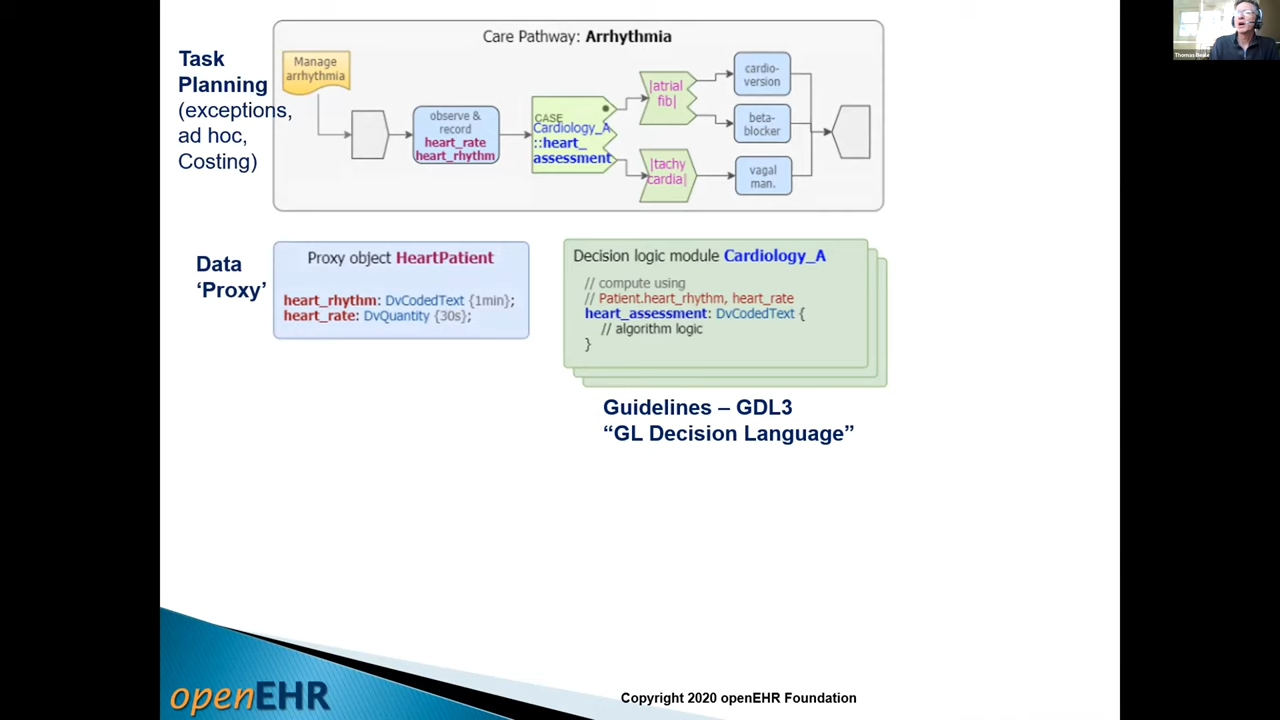 Task
Planning
(exceptions,
ad hoc,
Costing)
Care Pathway: Arrhythmia
Manage
arrhythmia
observe &
record
heart_rate
heart_rhythm
CASE
Cardiology_A
::heart_
assessment
|atrial
fib|
|tachy
cardia|
cardio-
version
beta-
blocker
vagal
man.
Data
‘Proxy’
Proxy object HeartPatient
heart_rhythm: DvCodedText {1min};
heart_rate: DvQuantity {30s};
Decision logic module Cardiology_A
// compute using
// Patient.heart_rhythm, heart_rate
heart_assessment: DvCodedText {
// algorithm logic
}
Guidelines – GDL3
“GL Decision Language”
openEHR
Copyright 2020 openEHR Foundation
Thomas Beale